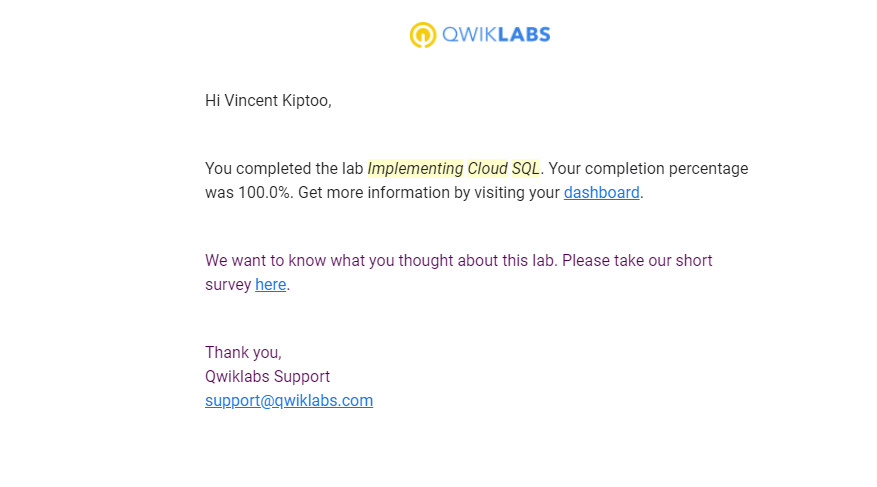 QWIKLABS
Hi Vincent Kiptoo,
You completed the lab Implementing Cloud SQL. Your completion percentage
was 100.0%. Get more information by visiting your dashboard.
We want to know what you thought about this lab. Please take our short
survey here.
Thank you,
Qwiklabs Support
support@qwiklabs.com